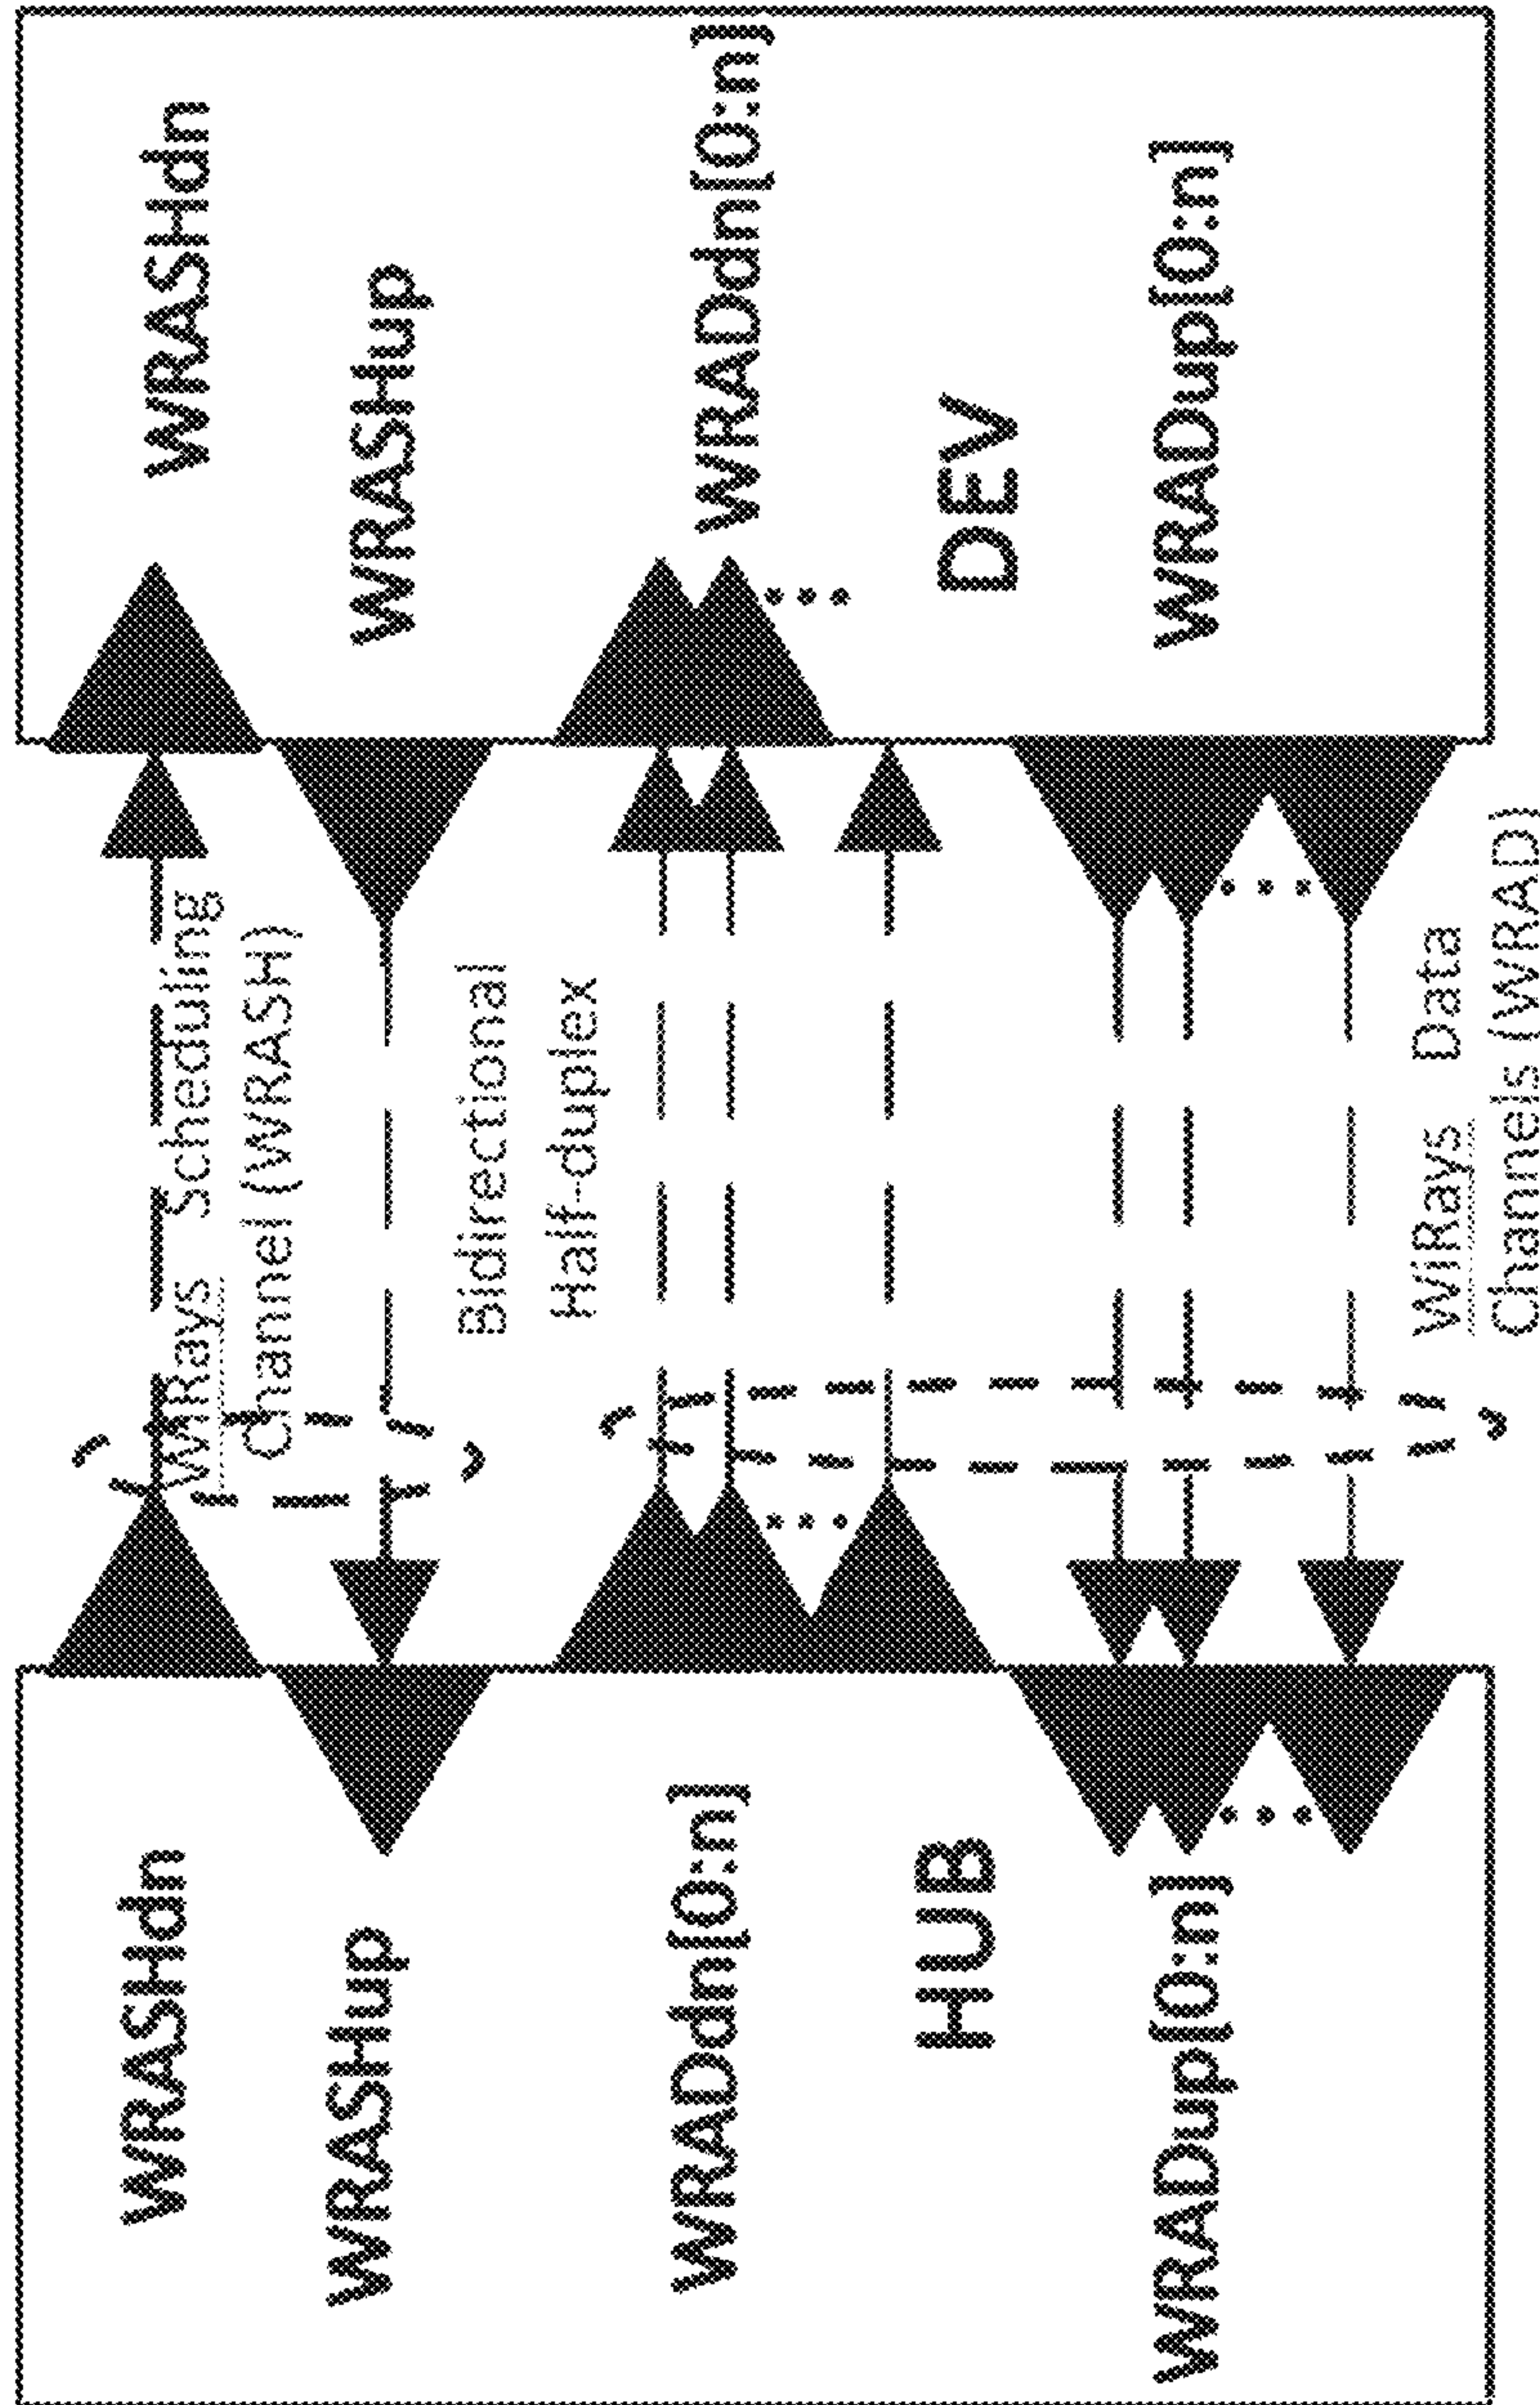 WRASHdn
WRASHup
WRADdn[0:n]
HUB
WRADup[0:n]
WiRays Scheduling
Channel (WRASH)
Bidirectional
Half-duplex
WiRays Data
Channels (WRAD)
WRASHdn
WRASHup
WRADdn[0:n]
DEV
WRADup[0:n]